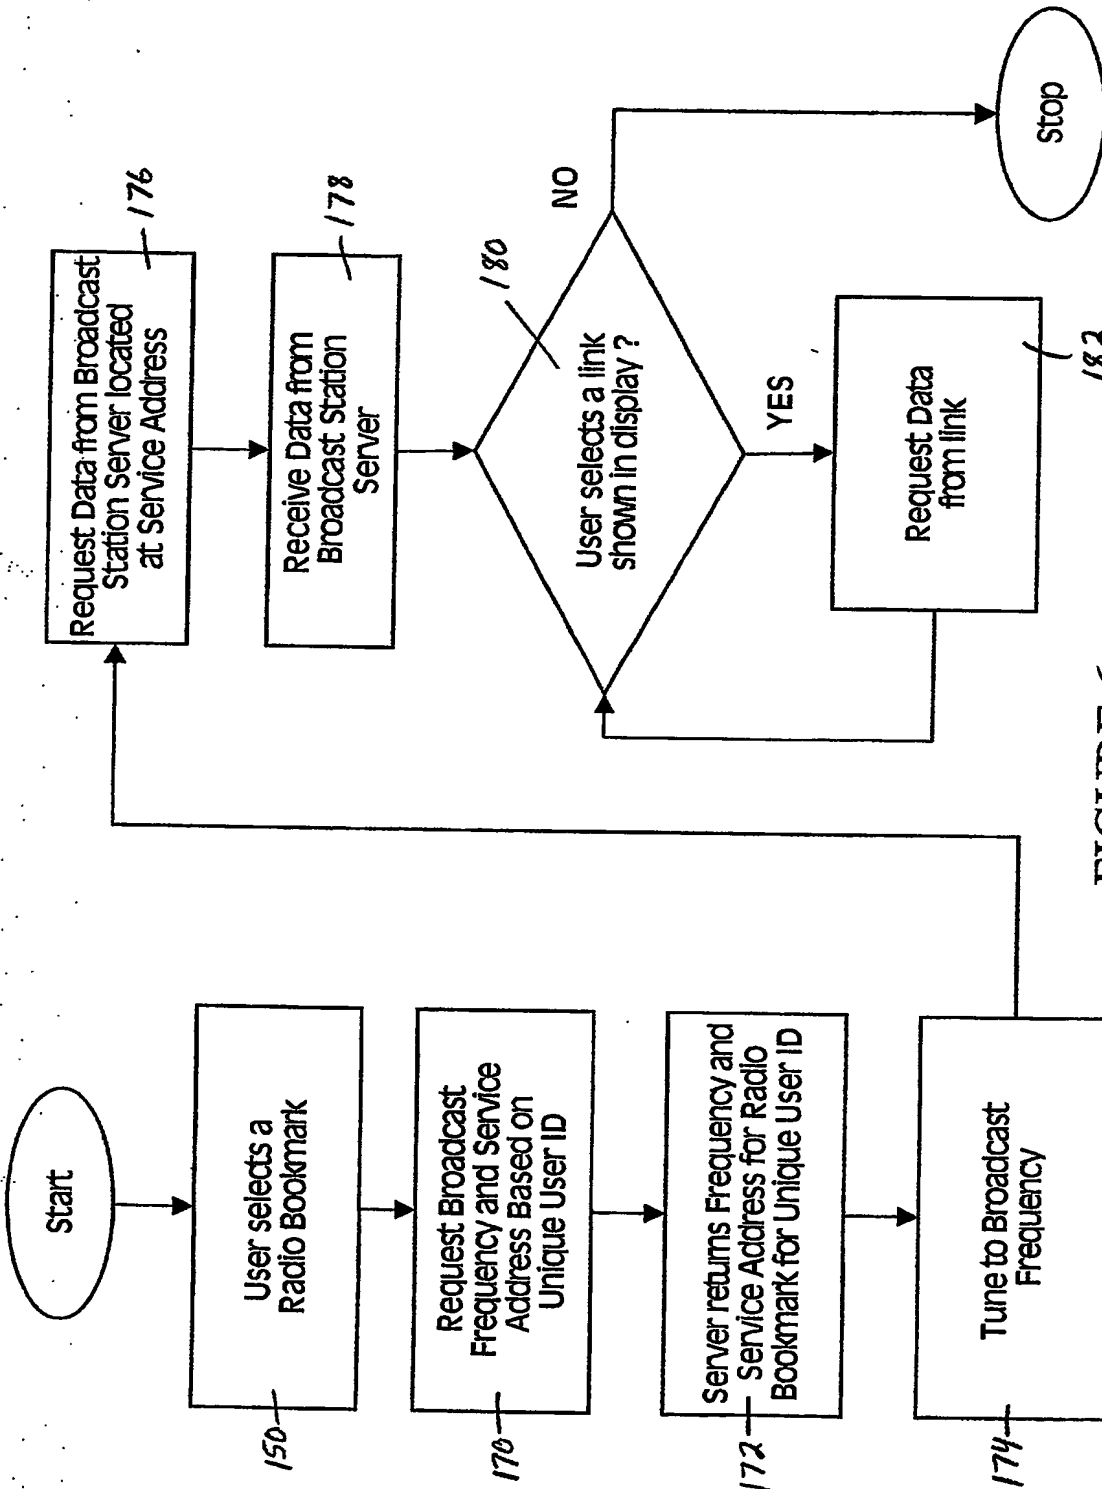 Start
User selects a
Radio Bookmark
150
Request Broadcast
Frequency and Service
Address Based on
Unique User ID
170
Server returns Frequency and
Service Address for Radio
Bookmark for Unique User ID
172
Tune to Broadcast
Frequency
174
Request Data from Broadcast
Station Server located
at Service Address
176
Receive Data from
Broadcast Station
Server
178
User selects a link
shown in display ?
180
NO
YES
Request Data
from link
182
Stop
FIGURE